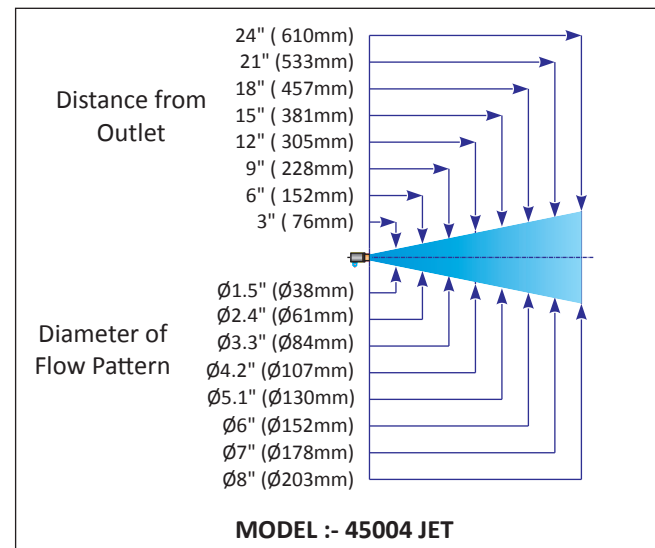 24" ( 610mm)
21" (533mm)
18" ( 457mm)
15" ( 381mm)
12" ( 305mm)
9" ( 228mm)
6" ( 152mm)
3" ( 76mm)
Distance from
Outlet
Ø1.5" (Ø38mm)
Ø2.4" (Ø61mm)
Ø3.3" (Ø84mm)
Ø4.2" (Ø107mm)
Ø5.1" (Ø130mm)
Ø6" (Ø152mm)
Ø7" (Ø178mm)
Ø8" (Ø203mm)
Diameter of
Flow Pattern
MODEL :- 45004 JET